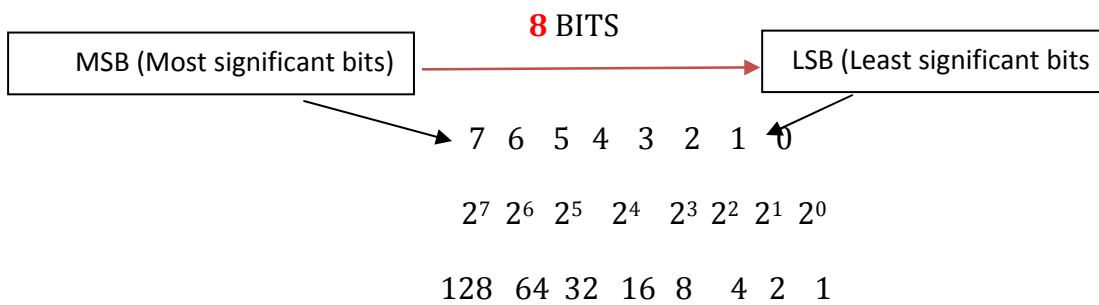 8 BITS
MSB (Most significant bits)
LSB (Least significant bits
7 6 5 4 3 2 1 0
2⁷ 2⁶ 2⁵ 2⁴ 2³ 2² 2¹ 2⁰
128 64 32 16 8 4 2 1